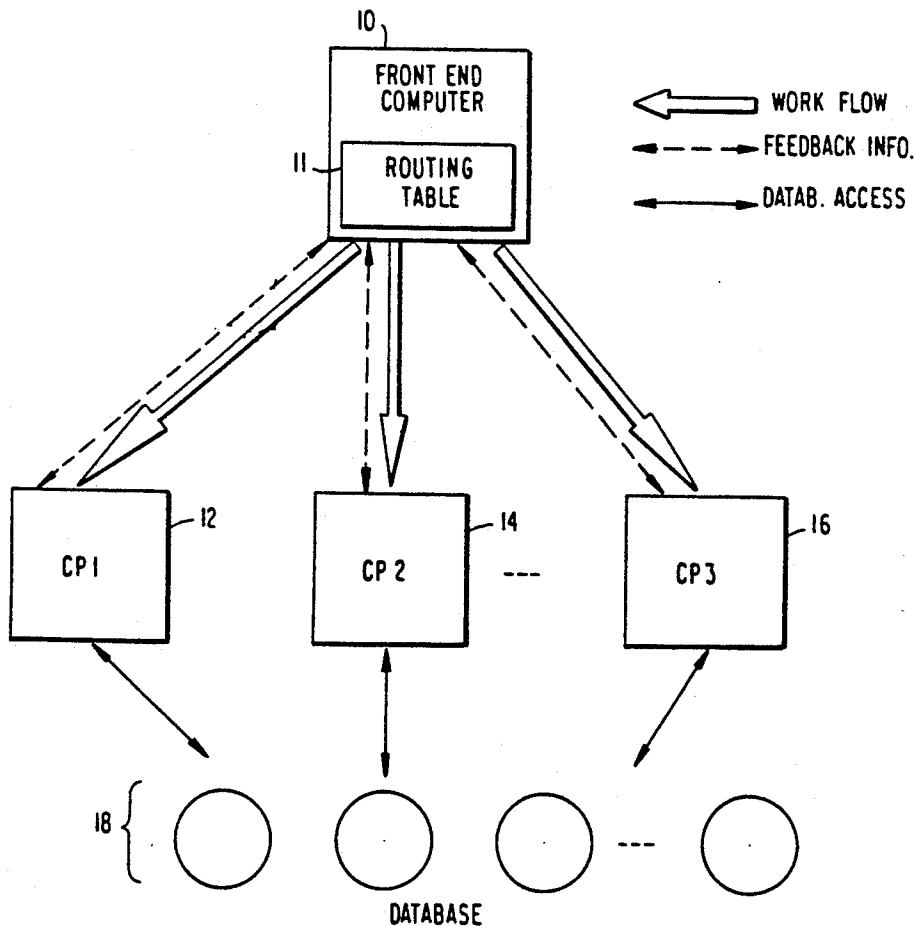 10
FRONT END
COMPUTER
11
ROUTING
TABLE
WORK FLOW
FEEDBACK INFO.
DATAB. ACCESS
12
CP1
14
CP2
---
16
CP3
18
---
DATABASE